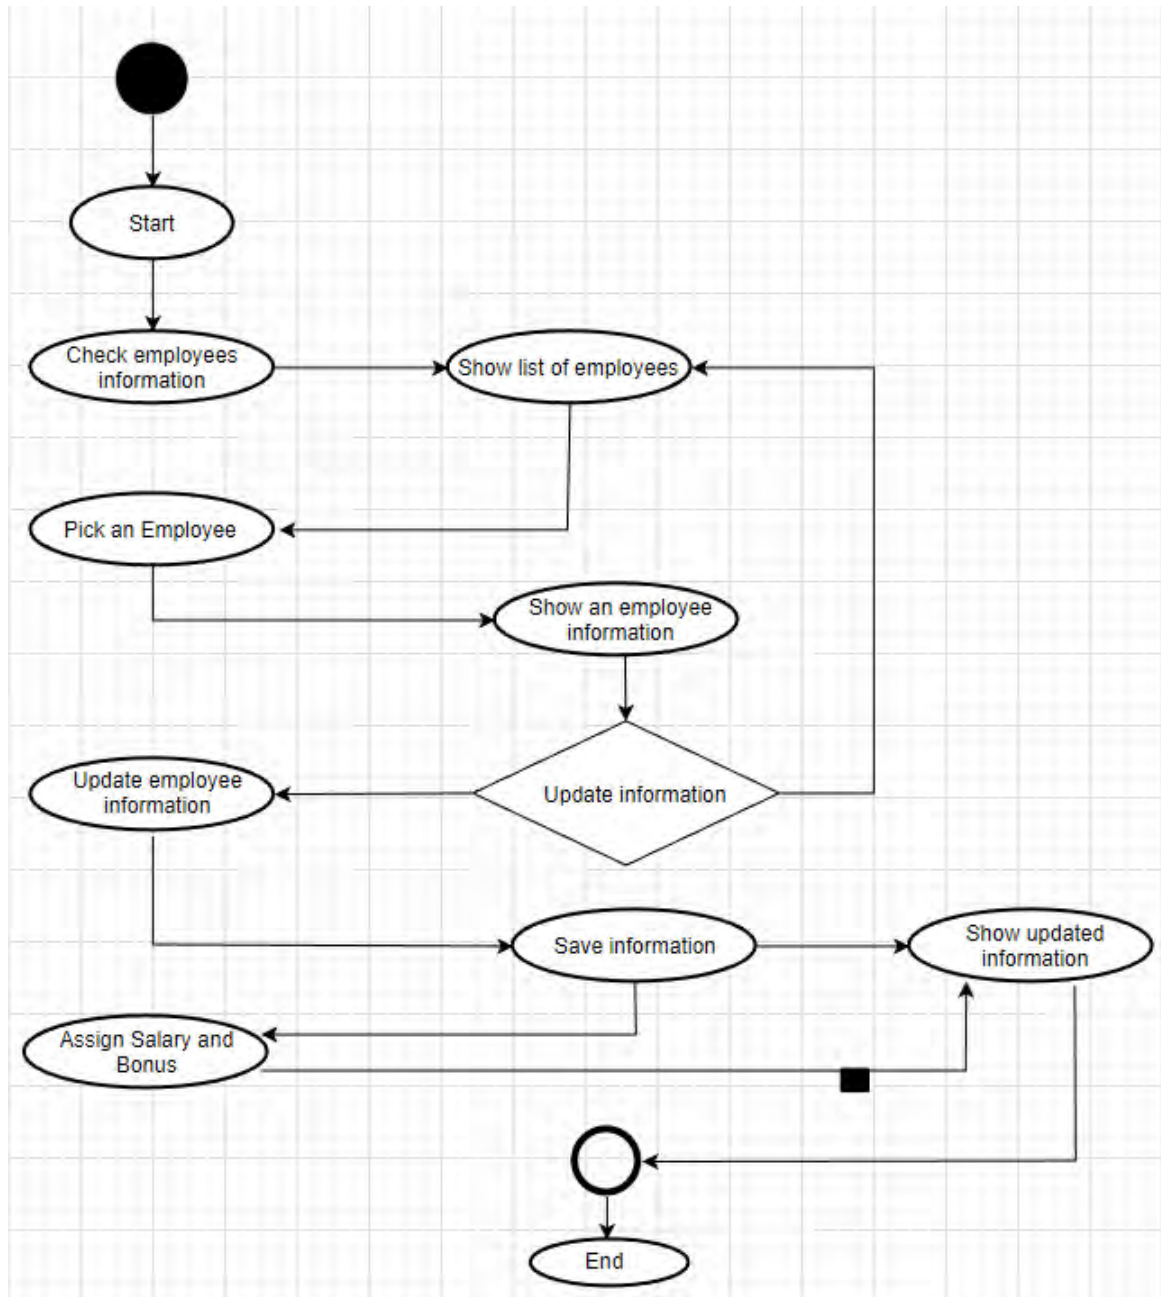 Start
Check employees
information
Show list of employees
Pick an Employee
Show an employee
information
Update employee
information
Update information
Save information
Show updated
information
Assign Salary and
Bonus
End